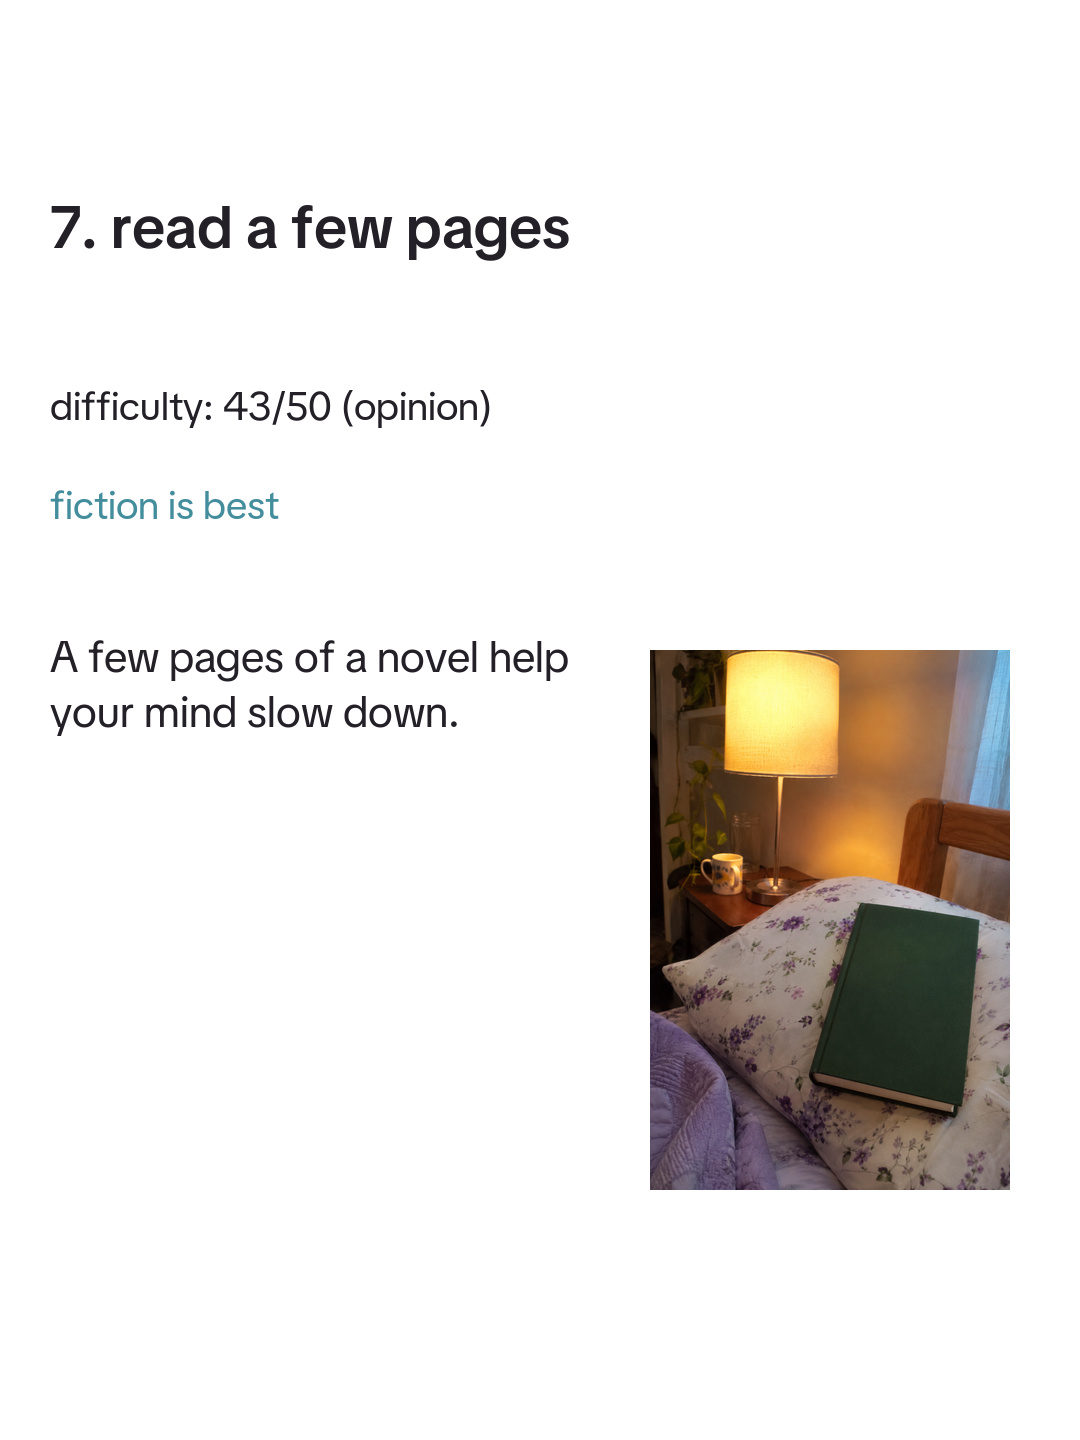 7. read a few pages
difficulty: 43/50 (opinion)
fiction is best
A few pages of a novel help
your mind slow down.